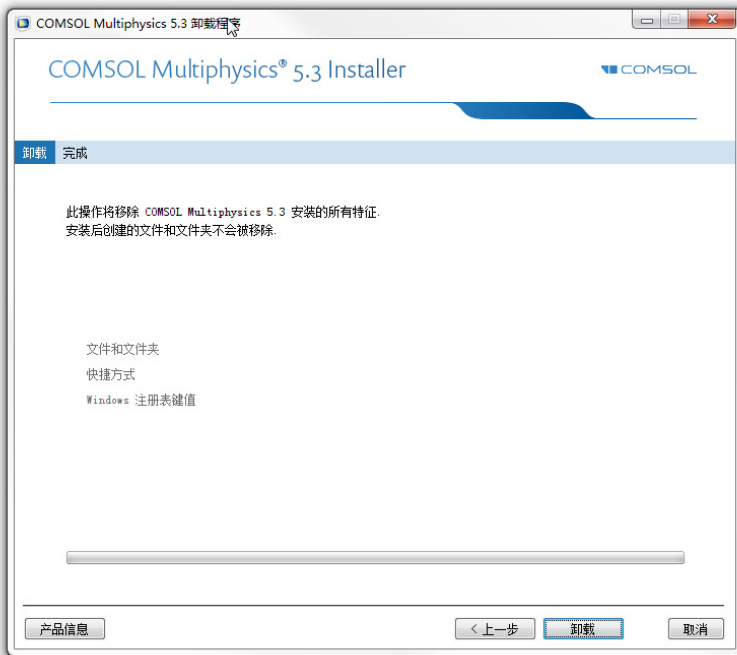 COMSOL Multiphysics 5.3 卸载程序
COMSOL Multiphysics® 5.3 Installer
COMSOL
卸载 完成
此操作将移除 COMSOL Multiphysics 5.3 安装的所有特征.
安装后创建的文件和文件夹不会被移除.
文件和文件夹
快捷方式
Windows 注册表键值
产品信息 < 上一步 卸载 取消